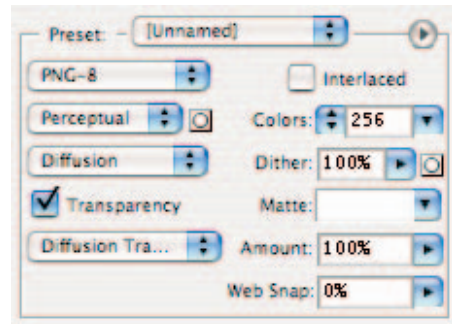 Preset: [Unnamed]
PNG-8 Interlaced
Perceptual Colors: 256
Diffusion Dither: 100%
Transparency Matte:
Diffusion Tra... Amount: 100%
Web Snap: 0%